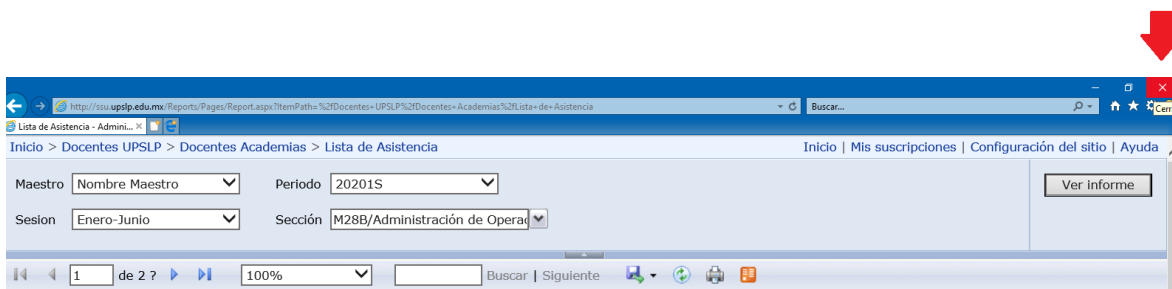 http://ssu.upslp.edu.mx/Reports/Pages/Report.aspx?ItemPath=%2fDocentes+UPSLP%2fDocentes+Academias%2fLista+de+Asistencia
Buscar...
Cerr
Lista de Asistencia - Admini...
Inicio > Docentes UPSLP > Docentes Academias > Lista de Asistencia
Inicio | Mis suscripciones | Configuración del sitio | Ayuda
Maestro Nombre Maestro Periodo 20201S Ver informe
Sesion Enero-Junio Sección M28B/Administración de Operac
1 de 2 ? 100% Buscar | Siguiente